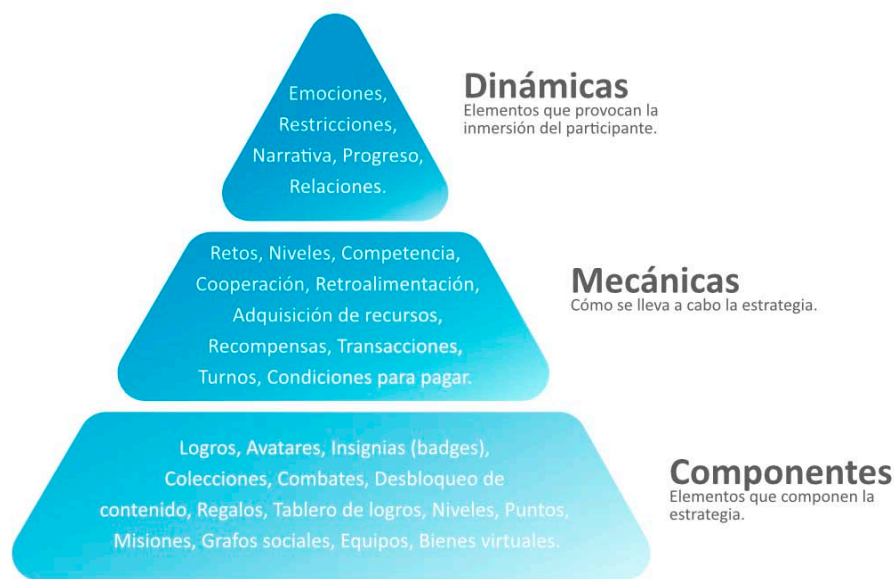 Emociones,
Restricciones,
Narrativa, Progreso,
Relaciones.
Dinámicas
Elementos que provocan la
inmersión del participante.
Retos, Niveles, Competencia,
Cooperación, Retroalimentación,
Adquisición de recursos,
Recompensas, Transacciones,
Turnos, Condiciones para pagar.
Mecánicas
Cómo se lleva a cabo la estrategia.
Logros, Avatares, Insignias (badges),
Colecciones, Combates, Desbloqueo de
contenido, Regalos, Tablero de logros, Niveles, Puntos,
Misiones, Grafos sociales, Equipos, Bienes virtuales.
Componentes
Elementos que componen la
estrategia.